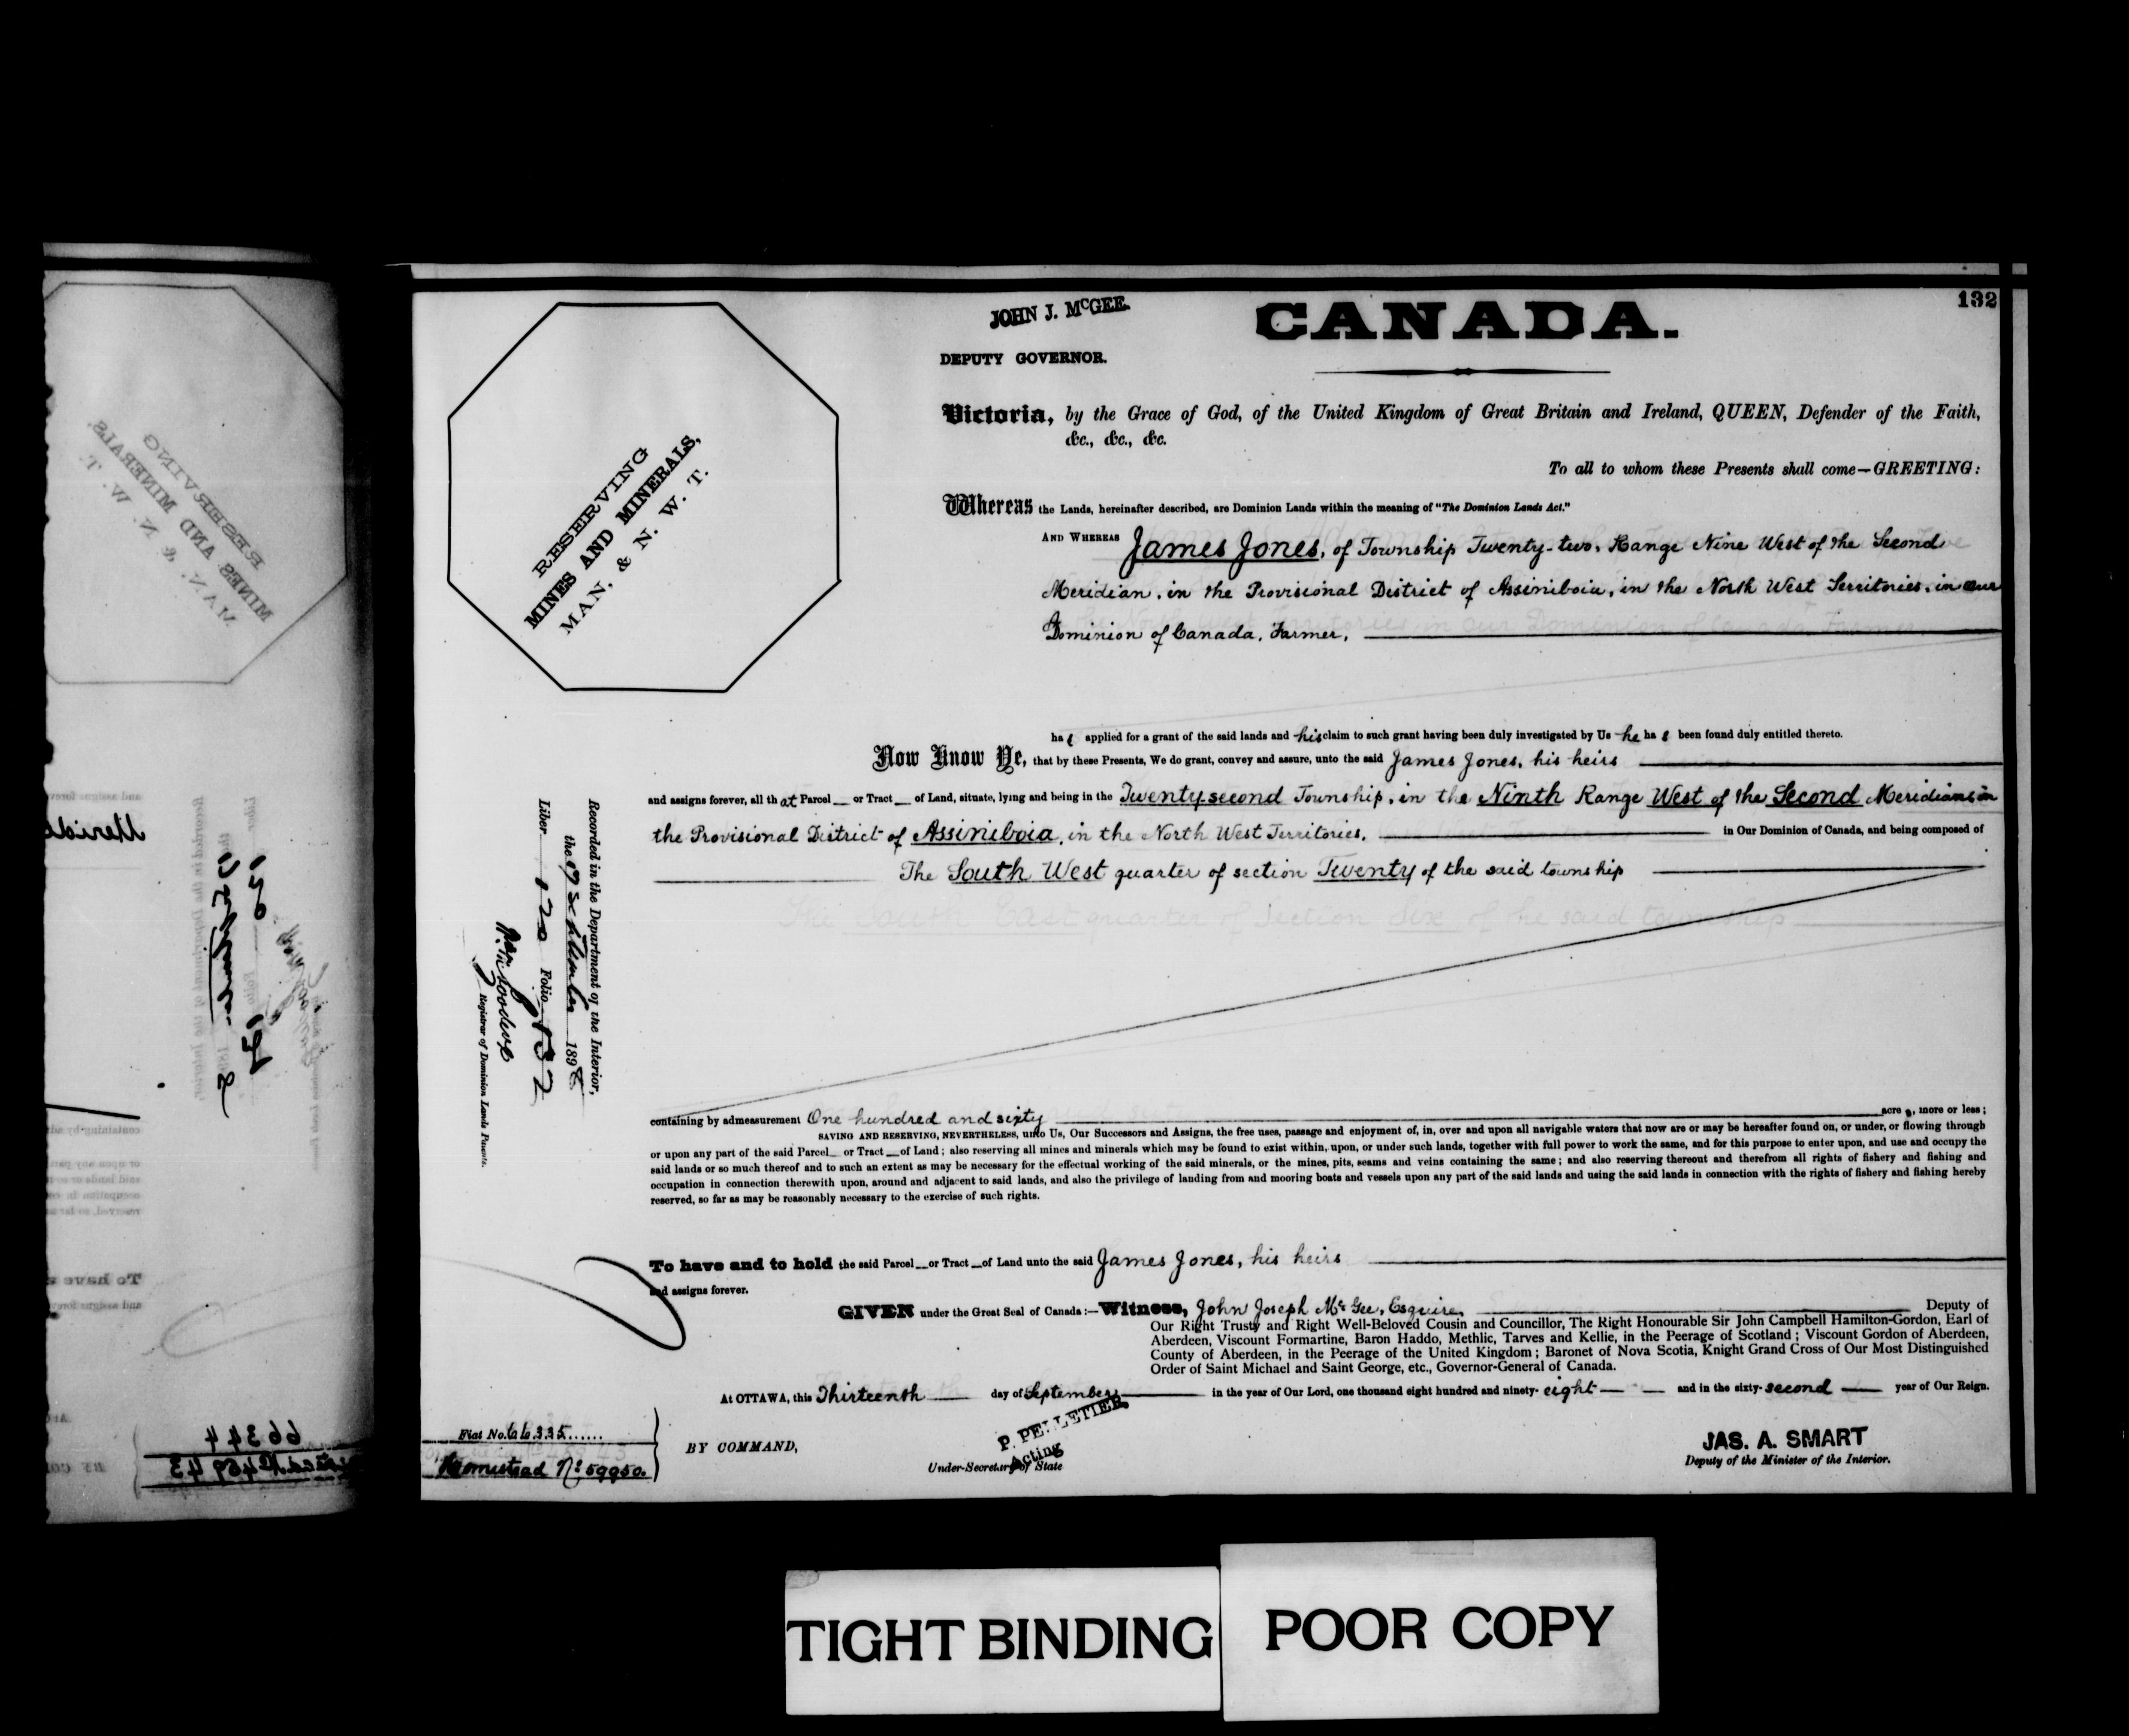 132
JOHN J. McGEE.
CANADA.
DEPUTY GOVERNOR.
Victoria, by the Grace of God, of the United Kingdom of Great Britain and Ireland, QUEEN, Defender of the Faith,
&c., &c., &c.
To all to whom these Presents shall come—GREETING:
RESERVING
MINES AND MINERALS,
MAN, & N. W. T.
Whereas the Lands, hereinafter described, are Dominion Lands within the meaning of "The Dominion Lands Act."
AND WHEREAS James Jones, of Township Twenty-two, Range Nine West of the Second
Meridian, in the Provisional District of Assiniboia, in the North West Territories, in Our
Dominion of Canada, Farmer,
has applied for a grant of the said lands and his claim to such grant having been duly investigated by Us he has been found duly entitled thereto.
Now Know Ye, that by these Presents, We do grant, convey and assure, unto the said James Jones, his heirs
and assigns forever, all that Parcel or Tract of Land, situate, lying and being in the Twenty second Township, in the Ninth Range West of the Second Meridian, in
the Provisional District of Assiniboia, in the North West Territories, in Our Dominion of Canada, and being composed of
The South West quarter of section Twenty of the said township
The South East quarter of Section Six of the said township
Recorded in the Department of the Interior,
the 19 September 1898
Liber 120 Folio 132
Registrar of Dominion Lands Patents.
containing by admeasurement One hundred and sixty acres, more or less;
SAVING AND RESERVING, NEVERTHELESS, unto Us, Our Successors and Assigns, the free uses, passage and enjoyment of, in, over and upon all navigable waters that now are or may be hereafter found on, or under, or flowing through
or upon any part of the said Parcel or Tract of Land; also reserving all mines and minerals which may be found to exist within, upon, or under such lands, together with full power to work the same, and for this purpose to enter upon, and use and occupy the
said lands or so much thereof and to such an extent as may be necessary for the effectual working of the said minerals, or the mines, pits, seams and veins containing the same; and also reserving thereout and therefrom all rights of fishery and fishing and
occupation in connection therewith upon, around and adjacent to said lands, and also the privilege of landing from and mooring boats and vessels upon any part of the said lands and using the said lands in connection with the rights of fishery and fishing hereby
reserved, so far as may be reasonably necessary to the exercise of such rights.
To have and to hold the said Parcel or Tract of Land unto the said James Jones, his heirs
and assigns forever.
GIVEN under the Great Seal of Canada:—Witness, John Joseph McGee, Esquire, Deputy of
Our Right Trusty and Right Well-Beloved Cousin and Councillor, The Right Honourable Sir John Campbell Hamilton-Gordon, Earl of
Aberdeen, Viscount Formartine, Baron Haddo, Methlic, Tarves and Kellie, in the Peerage of Scotland; Viscount Gordon of Aberdeen,
County of Aberdeen, in the Peerage of the United Kingdom; Baronet of Nova Scotia, Knight Grand Cross of Our Most Distinguished
Order of Saint Michael and Saint George, etc., Governor-General of Canada.
At OTTAWA, this Thirteenth day of September in the year of Our Lord, one thousand eight hundred and ninety-eight and in the sixty-second year of Our Reign.
Fiat No. 66335
Homestead No. 59950.
BY COMMAND,
P. PELLETIER,
Acting
Under-Secretary of State
JAS. A. SMART
Deputy of the Minister of the Interior.
66344
TIGHT BINDING
POOR COPY